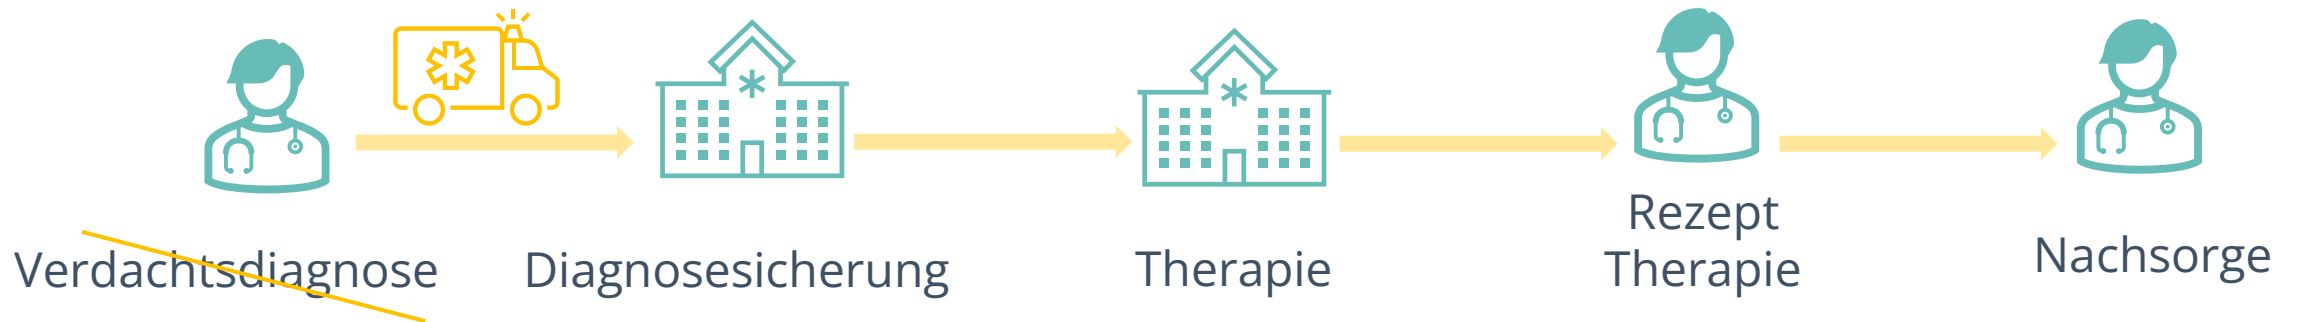 Verdachtsdiagnose
Diagnosesicherung
Therapie
Rezept
Therapie
Nachsorge